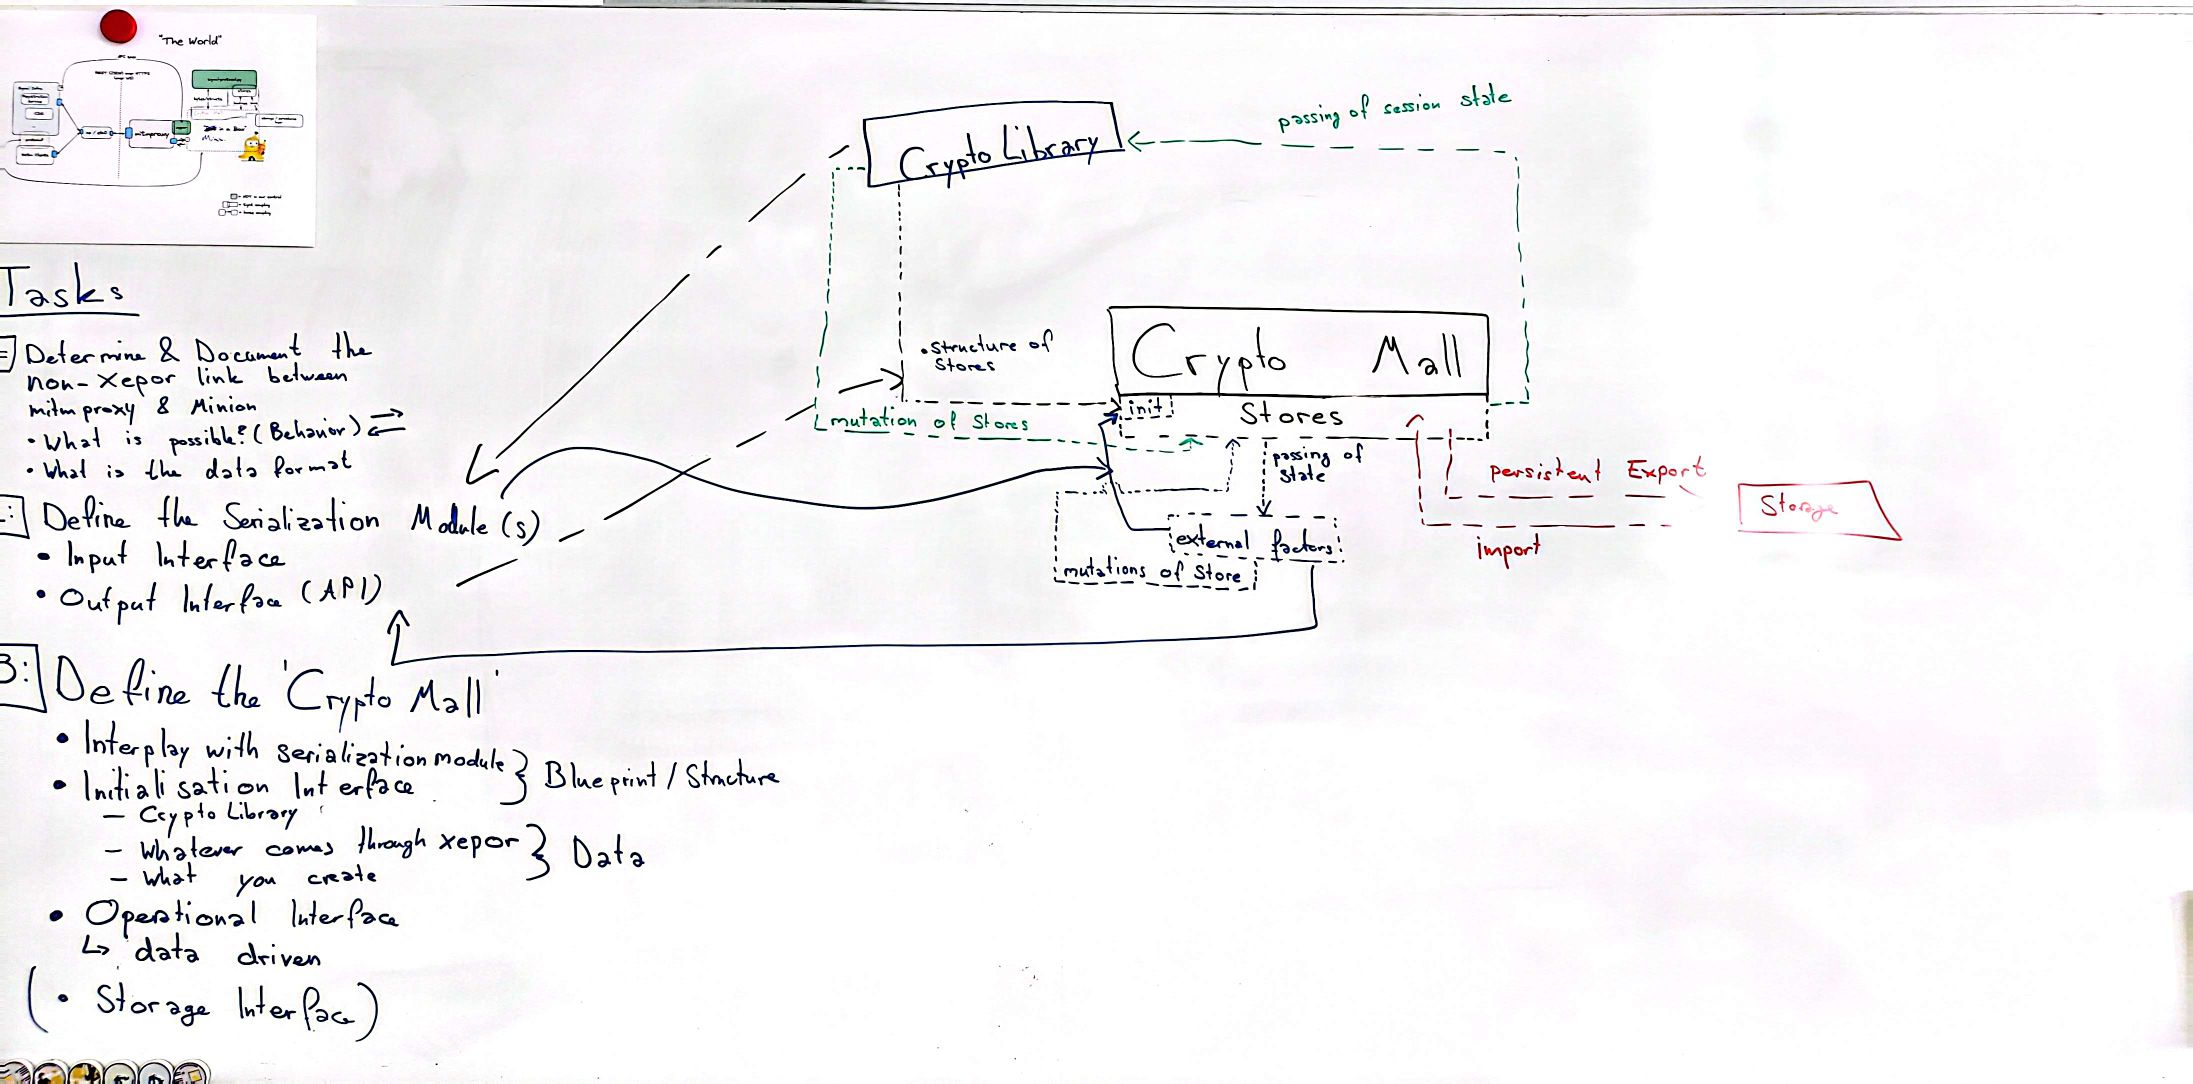 "The World"
mitmproxy
Tasks
Determine & Document the
non-Xepor link between
mitmproxy & Minion
• What is possible? (Behavior)
• What is the data format
Define the Serialization Module(s)
• Input Interface
• Output Interface (API)
3: Define the 'Crypto Mall'
• Interplay with serialization module
• Initialisation Interface
} Blueprint / Structure
– Crypto Library
– Whatever comes through xepor
– What you create
} Data
• Operational Interface
↳ data driven
(• Storage Interface)
Crypto Library
passing of session state
• Structure of
Stores
mutation of Stores
Crypto Mall
init
Stores
passing of
state
external factors
mutations of Store
persistent Export
import
Storage